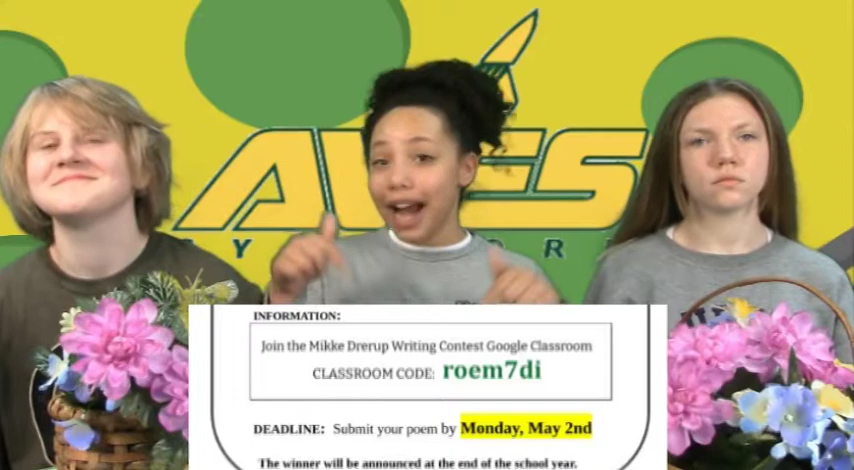 AVES
INFORMATION:
Join the Mikke Drerup Writing Contest Google Classroom
CLASSROOM CODE: roem7di
DEADLINE: Submit your poem by Monday, May 2nd
The winner will be announced at the end of the school year.